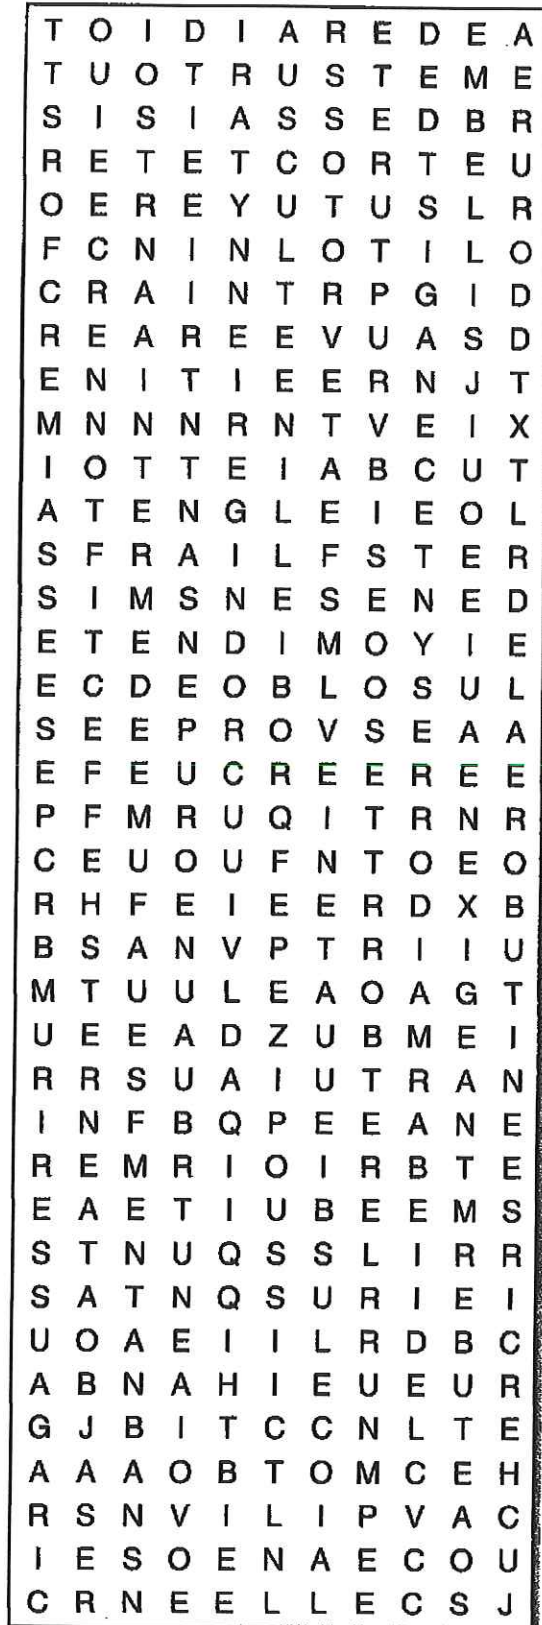 T O I D I A R E D E A
T U O T R U S T E M E
S I S I A S S E D B R
R E T E T C O R T E U
O E R E Y U T U S L R
F C N I N L O T I L O
C R A I N T R P G I D
R E A R E E V U A S D
E N I T I E E R N J T
M N N N R N T V E I X
I O T T E I A B C U T
A T E N G L E I E O L
S F R A I L F S T E R
S I M S N E S E N E D
E T E N D I M O Y I E
E C D E O B L O S U L
S E E P R O V S E A A
E F E U C R E E R E E
P F M R U Q I T R N R
C E U O U F N T O E O
R H F E I E E R D X B
B S A N V P T R I I U
M T U U L E A O A G T
U E E A D Z U B M E I
R R S U A I U T R A N
I N F B Q P E E A N E
R E M R I O I R B T E
E A E T I U B E E M S
S T N U Q S S L I R R
S A T N Q S U R I E I
U O A E I I L R D B C
A B N A H I E U E U R
G J B I T C C N L T E
A A A O B T O M C E H
R S N V I L I P V A C
I E S O E N A E C O U
C R N E E L L E C S J